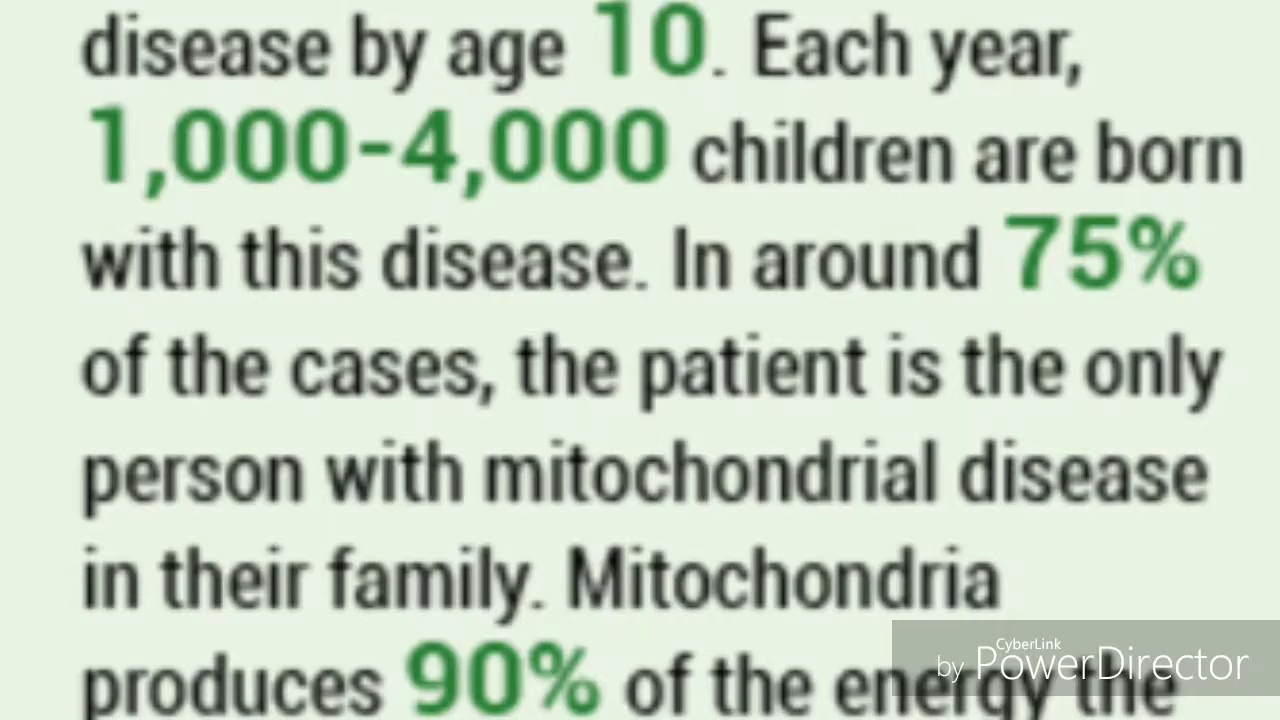 disease by age 10. Each year,
1,000-4,000 children are born
with this disease. In around 75%
of the cases, the patient is the only
person with mitochondrial disease
in their family. Mitochondria
produces 90% of the energy the
CyberLink
by PowerDirector